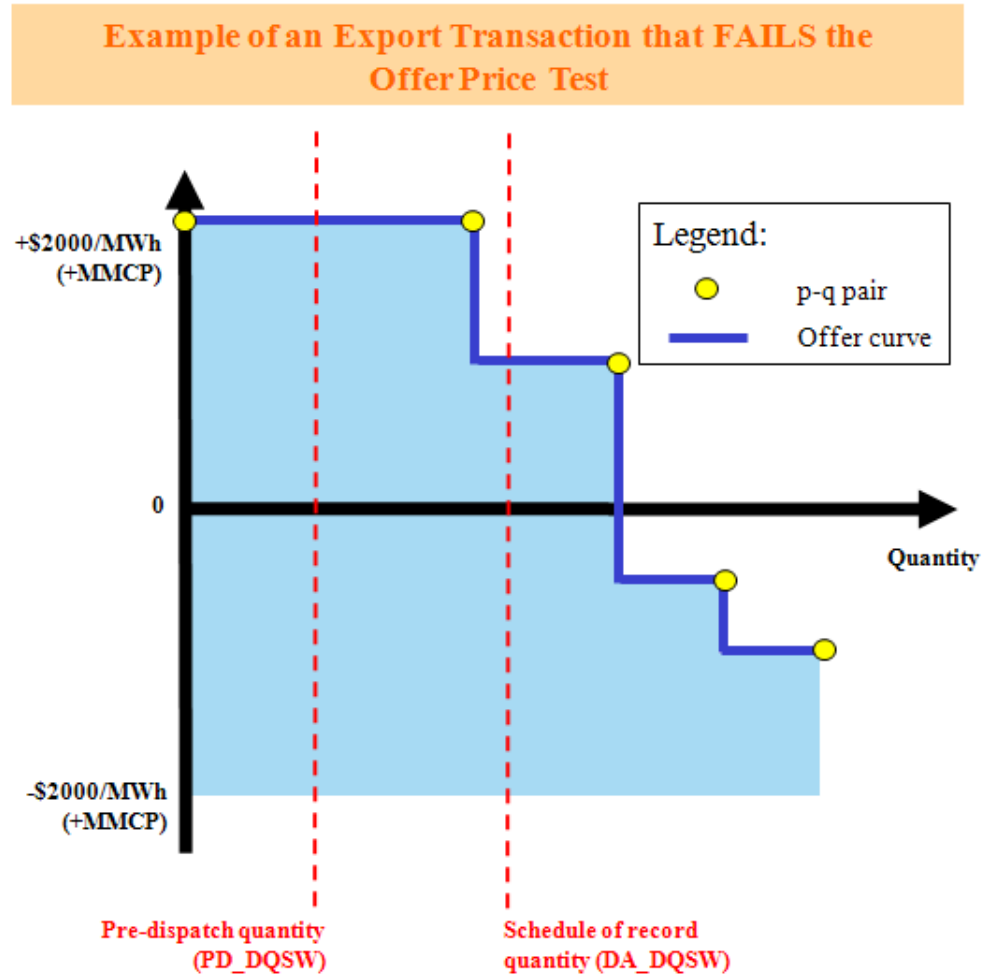 Example of an Export Transaction that FAILS the
Offer Price Test
+$2000/MWh
(+MMCP)
Legend:
p-q pair
Offer curve
0
Quantity
-$2000/MWh
(+MMCP)
Pre-dispatch quantity
(PD_DQSW)
Schedule of record
quantity (DA_DQSW)